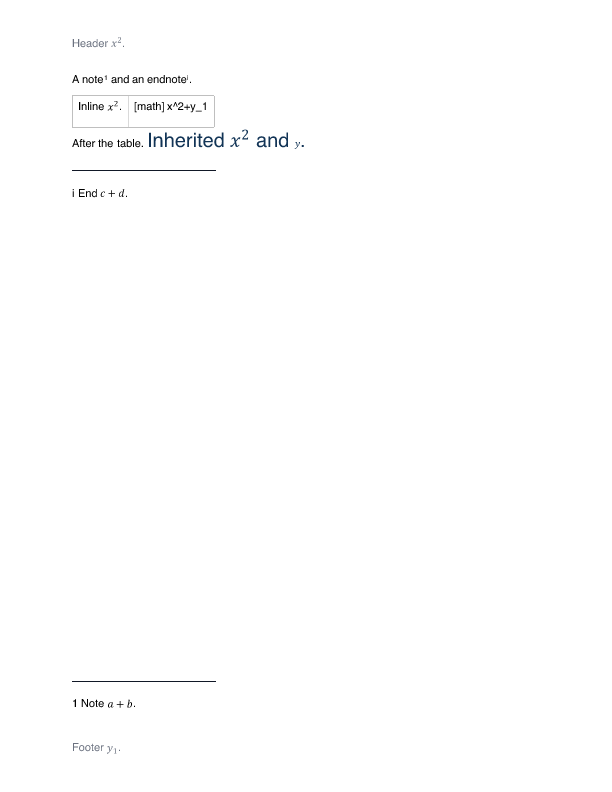 Header x².
A note¹ and an endnoteⁱ.
Inline x². [math] x^2+y_1
After the table. Inherited x² and y.
i End c + d.
1 Note a + b.
Footer y₁.